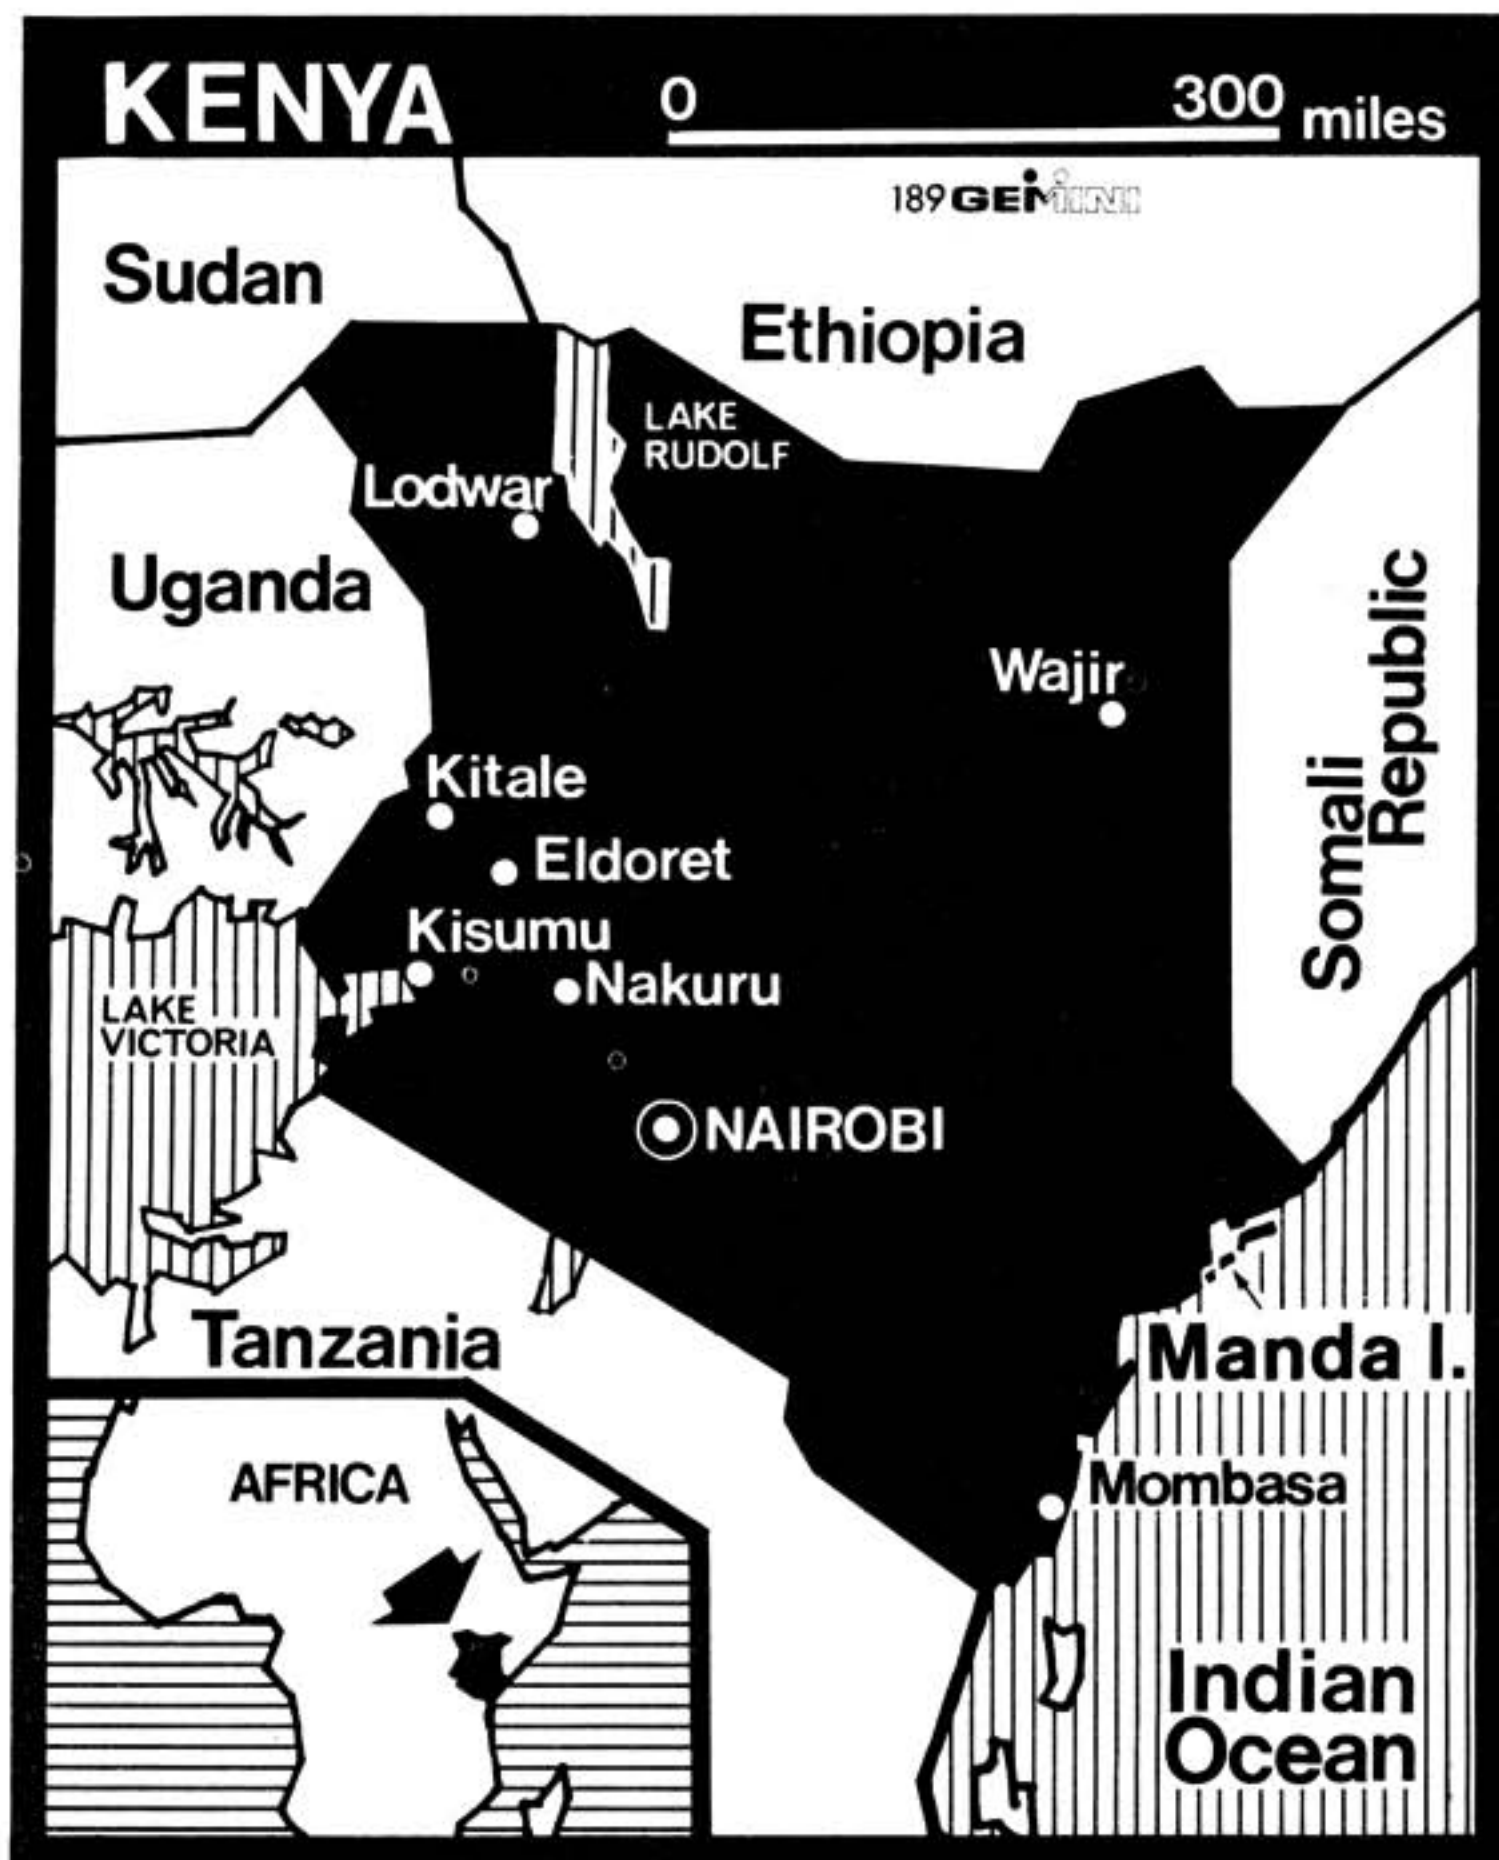 KENYA
0 300 miles
189 GEMINI
Sudan
Ethiopia
LAKE
RUDOLF
Lodwar
Uganda
Wajir
Somali
Republic
Kitale
Eldoret
Kisumu
Nakuru
LAKE
VICTORIA
NAIROBI
Tanzania
Manda I.
AFRICA
Mombasa
Indian
Ocean